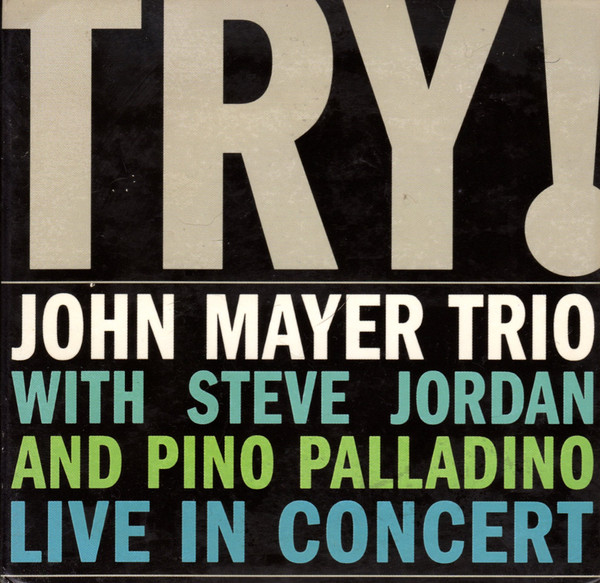 TRY!
JOHN MAYER TRIO
WITH STEVE JORDAN
AND PINO PALLADINO
LIVE IN CONCERT